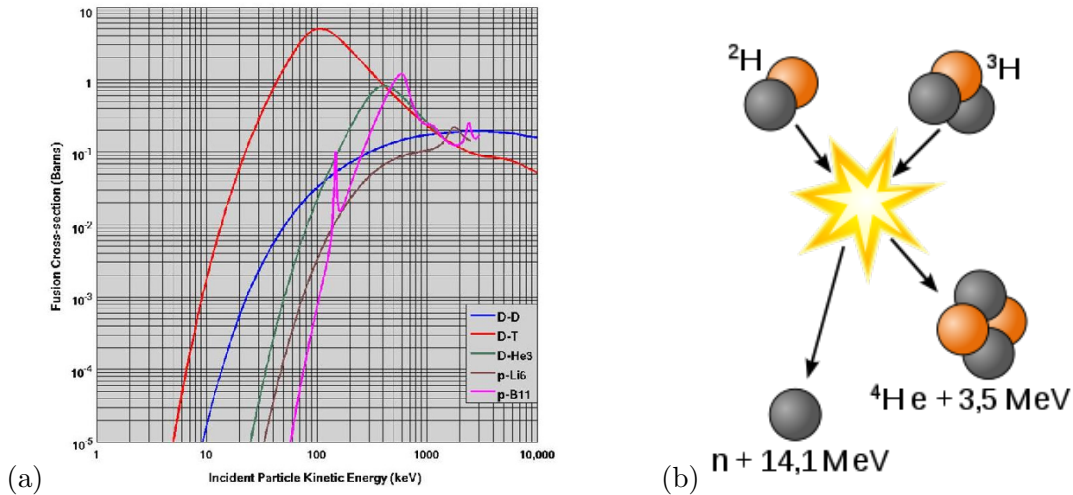 10
1
10⁻¹
10⁻²
10⁻³
10⁻⁴
10⁻⁵
Fusion Cross-section (Barns)
D-D
D-T
D-He3
p-Li6
p-B11
1 10 100 1000 10,000
Incident Particle Kinetic Energy (keV)
(a)
²H
³H
⁴He + 3,5 MeV
n + 14,1 MeV
(b)